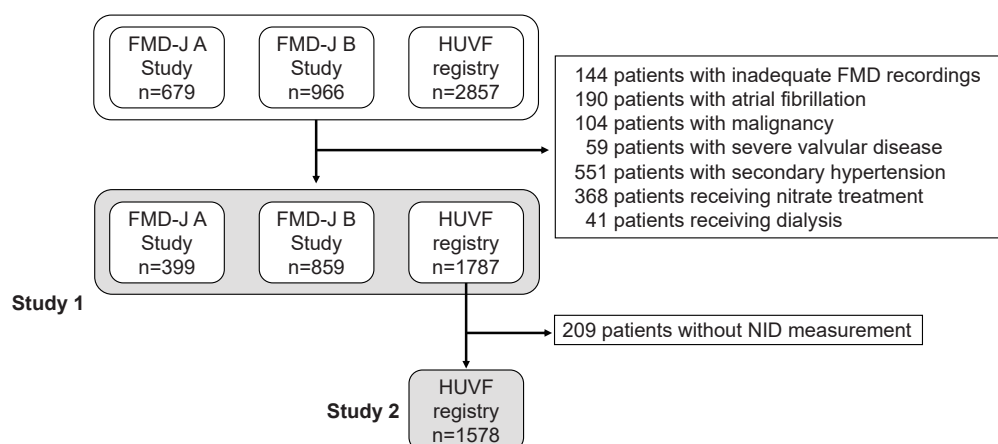 FMD-J A
Study
n=679
FMD-J B
Study
n=966
HUVF
registry
n=2857
144 patients with inadequate FMD recordings
190 patients with atrial fibrillation
104 patients with malignancy
59 patients with severe valvular disease
551 patients with secondary hypertension
368 patients receiving nitrate treatment
41 patients receiving dialysis
FMD-J A
Study
n=399
FMD-J B
Study
n=859
HUVF
registry
n=1787
Study 1
209 patients without NID measurement
Study 2
HUVF
registry
n=1578